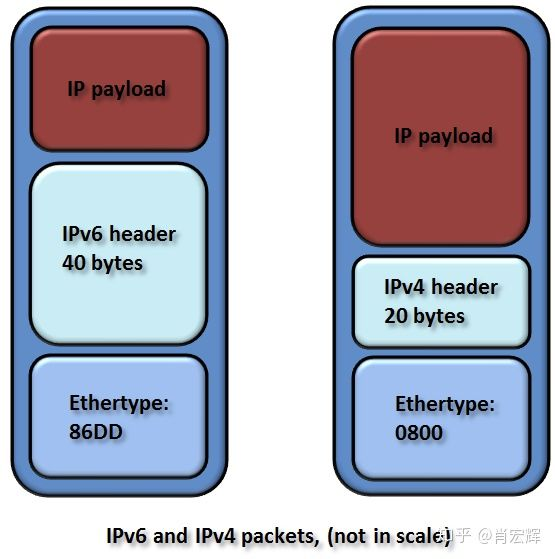 IP payload
IPv6 header
40 bytes
Ethertype:
86DD
IP payload
IPv4 header
20 bytes
Ethertype:
0800
IPv6 and IPv4 packets, (not in scale)
知乎 @肖宏辉